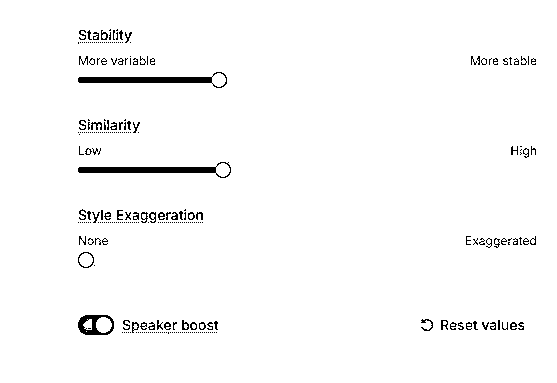 Stability
More variable More stable
Similarity
Low High
Style Exaggeration
None Exaggerated
Speaker boost Reset values